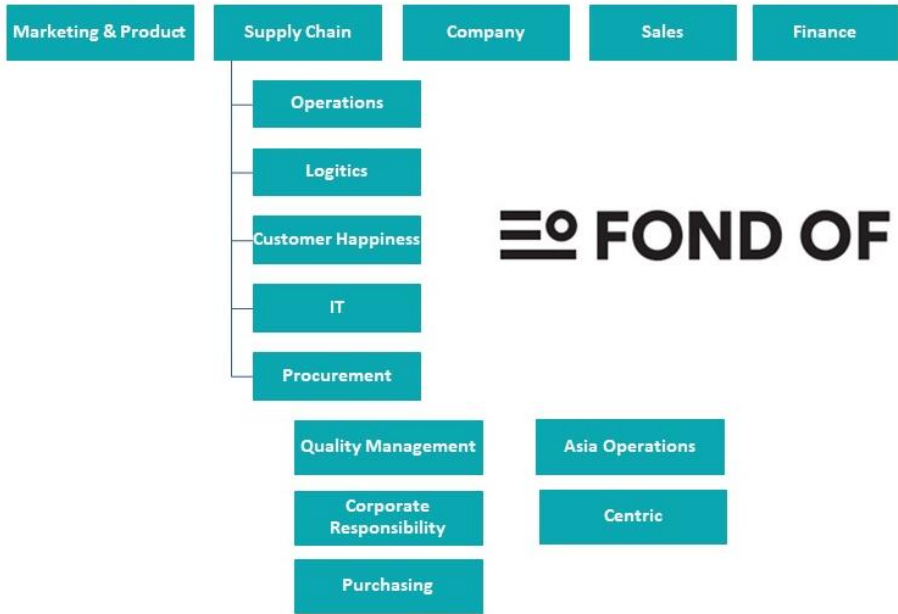 Marketing & Product
Supply Chain
Company
Sales
Finance
Operations
Logitics
Customer Happiness
IT
Procurement
FOND OF
Quality Management
Asia Operations
Corporate
Responsibility
Centric
Purchasing